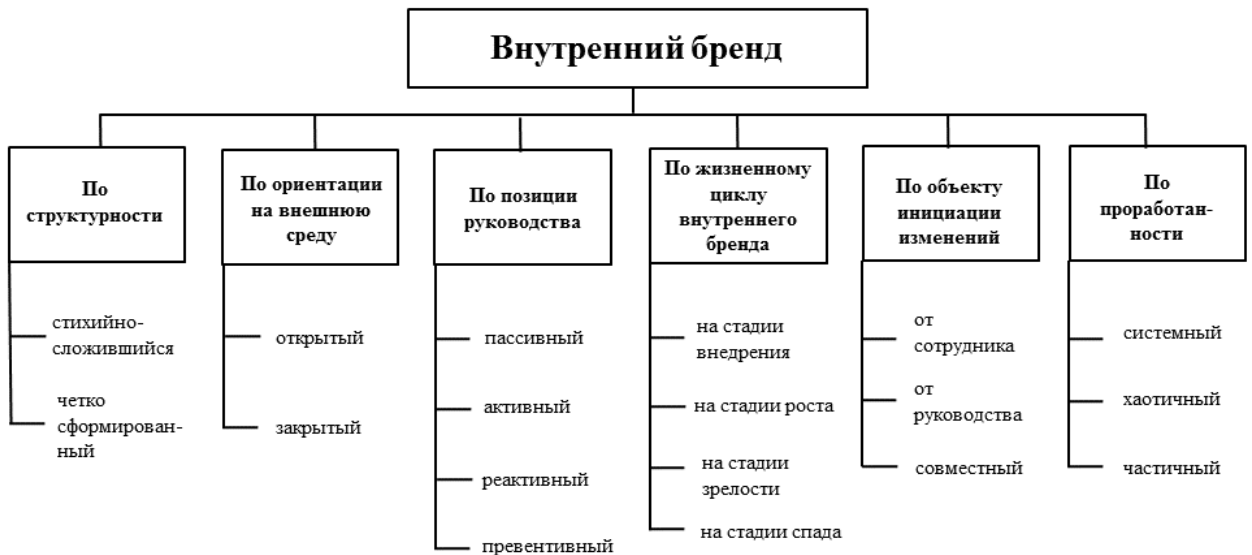 Внутренний бренд
По
структурности
стихийно-
сложившийся
четко
сформирован-
ный
По ориентации
на внешнюю
среду
открытый
закрытый
По позиции
руководства
пассивный
активный
реактивный
превентивный
По жизненному
циклу
внутреннего
бренда
на стадии
внедрения
на стадии роста
на стадии
зрелости
на стадии спада
По объекту
инициации
изменений
от
сотрудника
от
руководства
совместный
По
проработан-
ности
системный
хаотичный
частичный